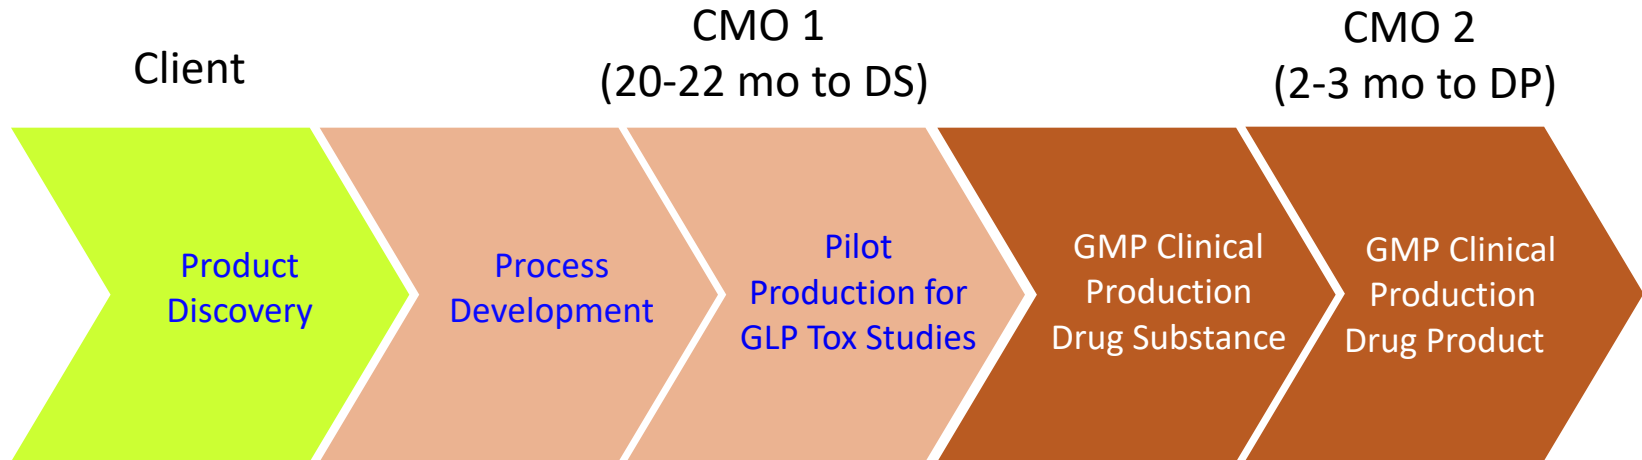 Client
CMO 1
(20-22 mo to DS)
CMO 2
(2-3 mo to DP)
Product
Discovery
Process
Development
Pilot
Production for
GLP Tox Studies
GMP Clinical
Production
Drug Substance
GMP Clinical
Production
Drug Product